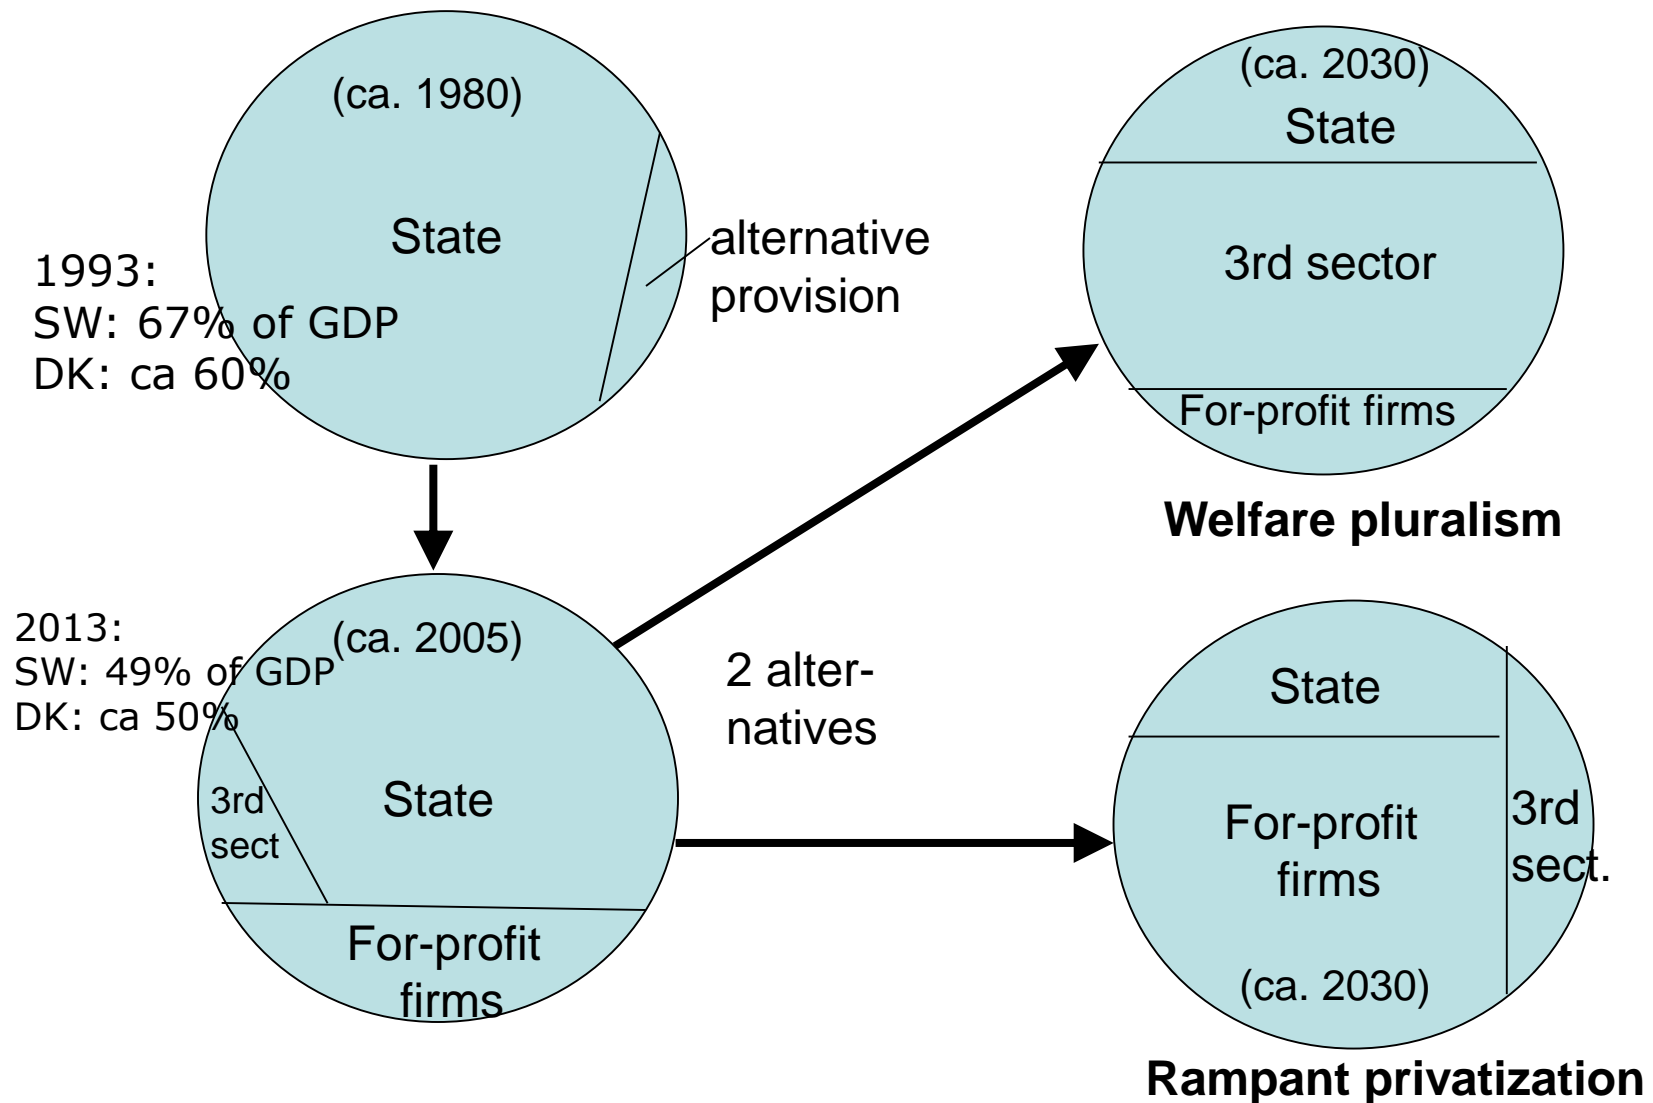 (ca. 1980)
State
alternative
provision
1993:
SW: 67% of GDP
DK: ca 60%
(ca. 2030)
State
3rd sector
For-profit firms
Welfare pluralism
2013:
SW: 49% of GDP
DK: ca 50%
(ca. 2005)
3rd
sect
State
For-profit
firms
2 alter-
natives
State
For-profit
firms
3rd
sect.
(ca. 2030)
Rampant privatization